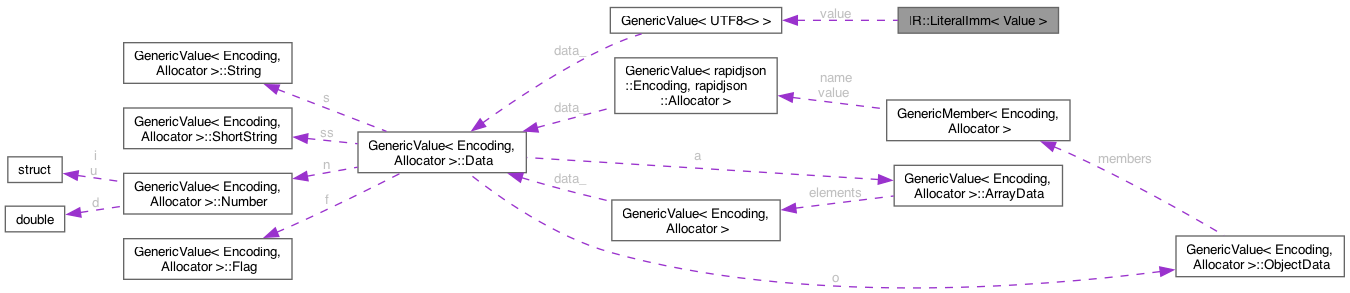 GenericValue< UTF8<> >
value
IR::LiteralImm< Value >
data_
GenericValue< Encoding,
Allocator >::String
s
GenericValue< rapidjson
::Encoding, rapidjson
::Allocator >
name
value
data_
GenericMember< Encoding,
Allocator >
GenericValue< Encoding,
Allocator >::ShortString
ss
GenericValue< Encoding,
Allocator >::Data
members
struct
i
u
GenericValue< Encoding,
Allocator >::Number
n
a
GenericValue< Encoding,
Allocator >::ArrayData
data_
elements
double
d
f
GenericValue< Encoding,
Allocator >
GenericValue< Encoding,
Allocator >::Flag
o
GenericValue< Encoding,
Allocator >::ObjectData